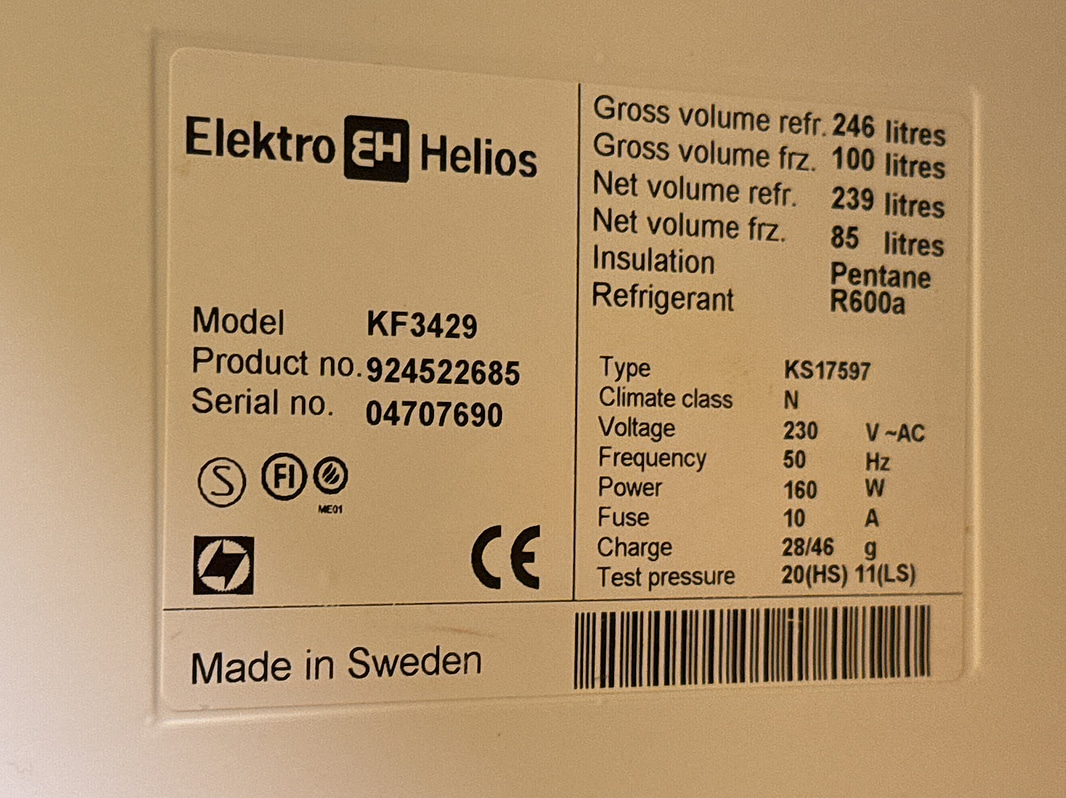 Elektro EH Helios
Model KF3429
Product no. 924522685
Serial no. 04707690
S FI
ME01
CE
Gross volume refr. 246 litres
Gross volume frz. 100 litres
Net volume refr. 239 litres
Net volume frz. 85 litres
Insulation Pentane
Refrigerant R600a
Type KS17597
Climate class N
Voltage 230 V ~AC
Frequency 50 Hz
Power 160 W
Fuse 10 A
Charge 28/46 g
Test pressure 20(HS) 11(LS)
Made in Sweden